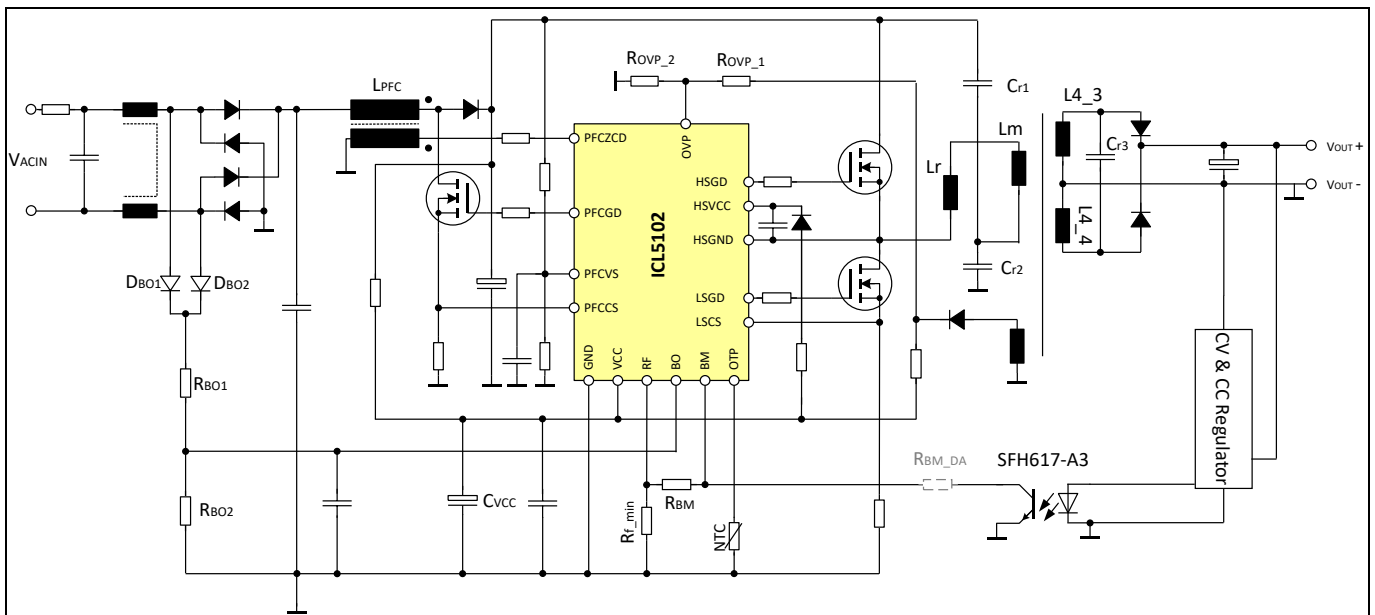 ROVP_2
ROVP_1
LPFC
Cr1
L4_3
VACIN
PFCZCD
OVP
Lm
Cr3
VOUT +
HSGD
Lr
VOUT -
HSVCC
PFCGD
ICL5102
HSGND
L4_4
DBO1
DBO2
PFCVS
Cr2
LSGD
PFCCS
LSCS
GND
VCC
RF
BO
BM
OTP
RBO1
CV & CC Regulator
RBM_DA
SFH617-A3
RBO2
CVCC
RBM
Rf_min
NTC